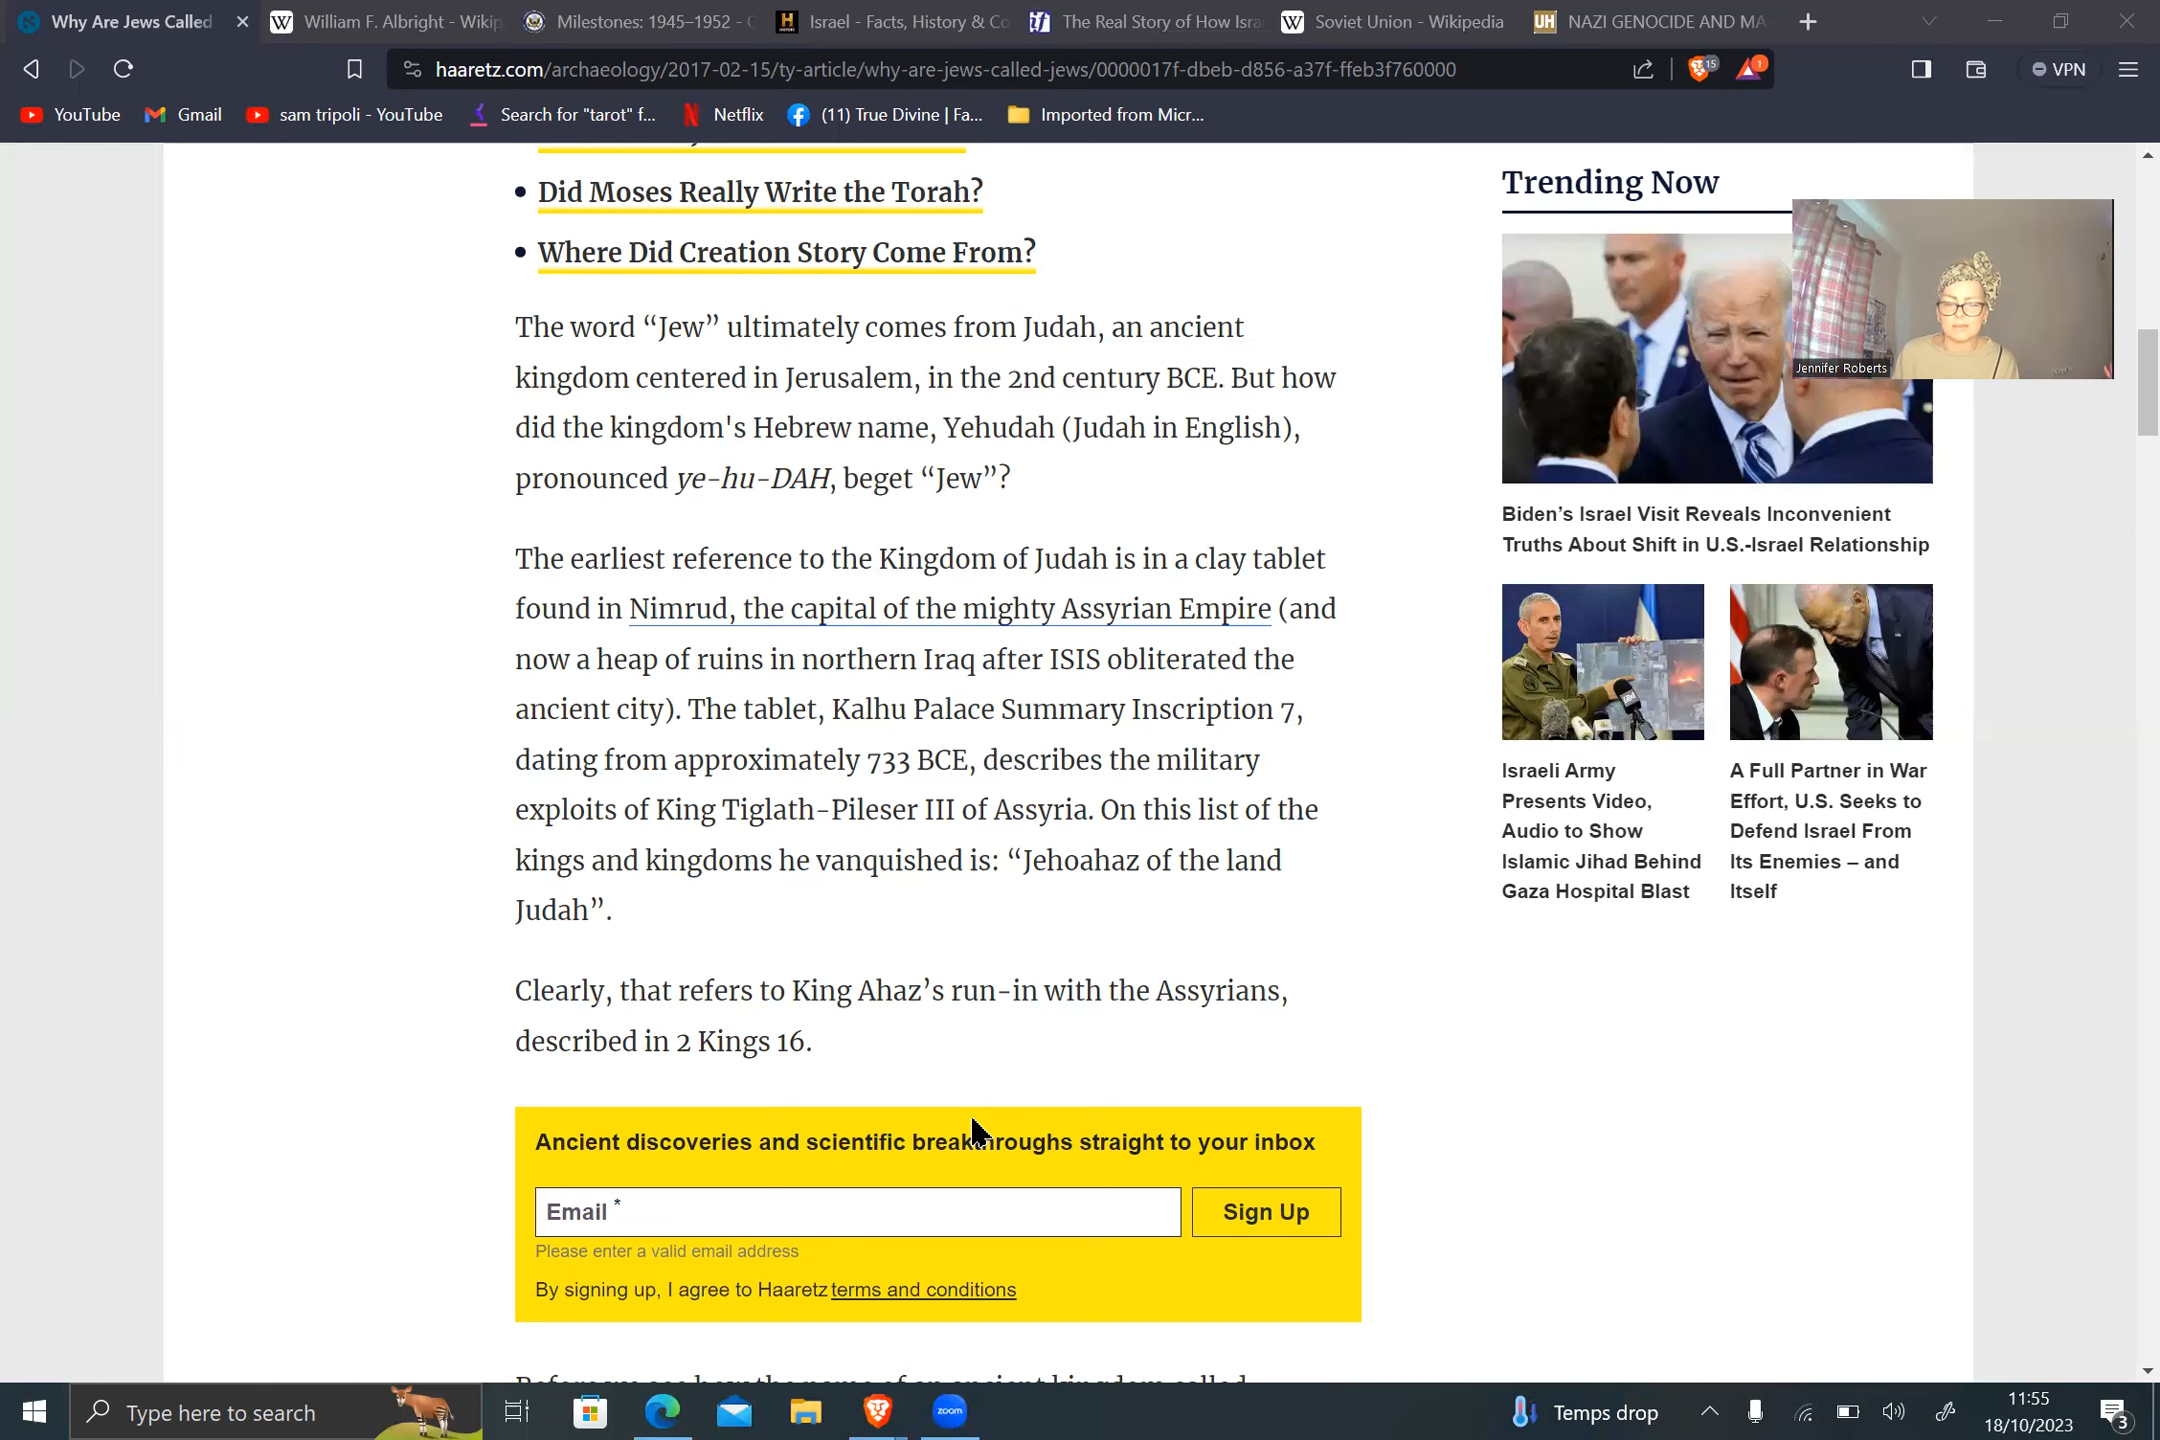 Why Are Jews Called
William F. Albright - Wikip
Milestones: 1945–1952 - O
Israel - Facts, History & Co
The Real Story of How Isra
Soviet Union - Wikipedia
NAZI GENOCIDE AND MA
haaretz.com/archaeology/2017-02-15/ty-article/why-are-jews-called-jews/0000017f-dbeb-d856-a37f-ffeb3f760000
15
1
VPN
YouTube
Gmail
sam tripoli - YouTube
Search for "tarot" f...
Netflix
(11) True Divine | Fa...
Imported from Micr...
• Did Moses Really Write the Torah?
• Where Did Creation Story Come From?
The word “Jew” ultimately comes from Judah, an ancient
kingdom centered in Jerusalem, in the 2nd century BCE. But how
did the kingdom's Hebrew name, Yehudah (Judah in English),
pronounced ye-hu-DAH, beget “Jew”?
The earliest reference to the Kingdom of Judah is in a clay tablet
found in Nimrud, the capital of the mighty Assyrian Empire (and
now a heap of ruins in northern Iraq after ISIS obliterated the
ancient city). The tablet, Kalhu Palace Summary Inscription 7,
dating from approximately 733 BCE, describes the military
exploits of King Tiglath-Pileser III of Assyria. On this list of the
kings and kingdoms he vanquished is: “Jehoahaz of the land
Judah”.
Clearly, that refers to King Ahaz’s run-in with the Assyrians,
described in 2 Kings 16.
Ancient discoveries and scientific breakthroughs straight to your inbox
Email *
Sign Up
Please enter a valid email address
By signing up, I agree to Haaretz terms and conditions
Trending Now
Jennifer Roberts
Biden’s Israel Visit Reveals Inconvenient
Truths About Shift in U.S.-Israel Relationship
Israeli Army
Presents Video,
Audio to Show
Islamic Jihad Behind
Gaza Hospital Blast
A Full Partner in War
Effort, U.S. Seeks to
Defend Israel From
Its Enemies – and
Itself
Type here to search
zoom
Temps drop
11:55
18/10/2023
3